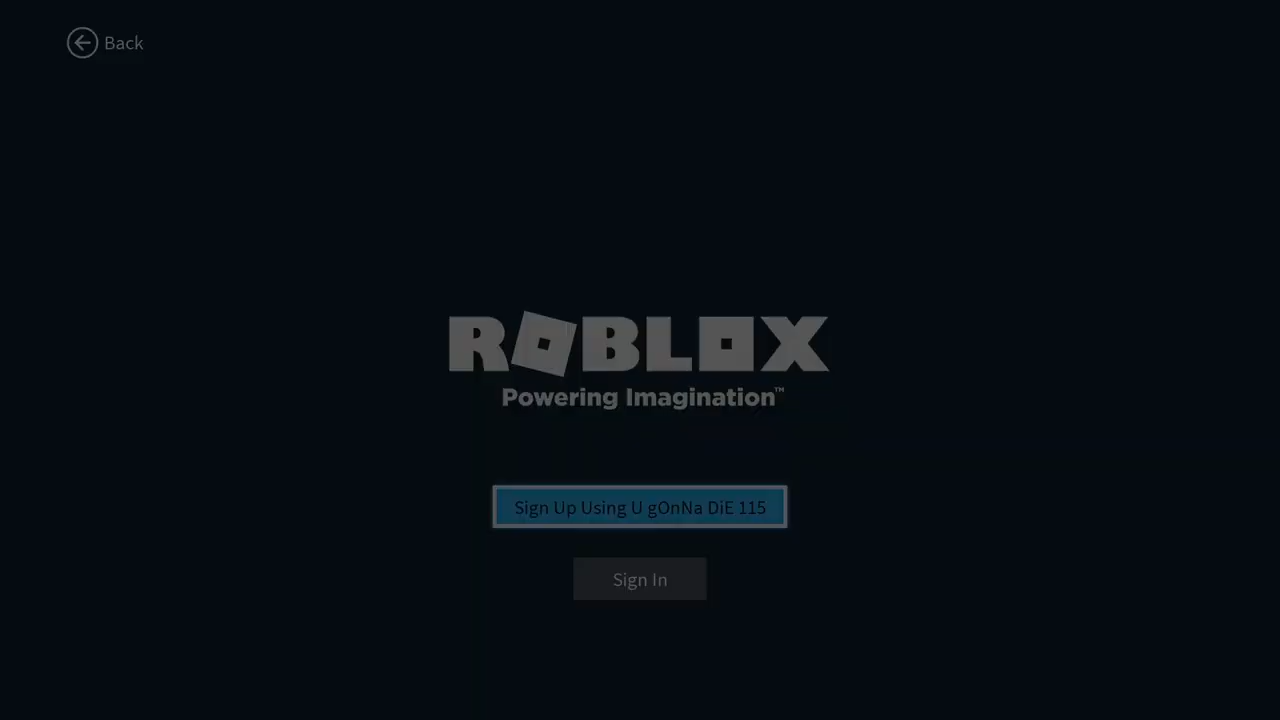 Back
ROBLOX
Powering Imagination™
Sign Up Using U gOnNa DiE 115
Sign In